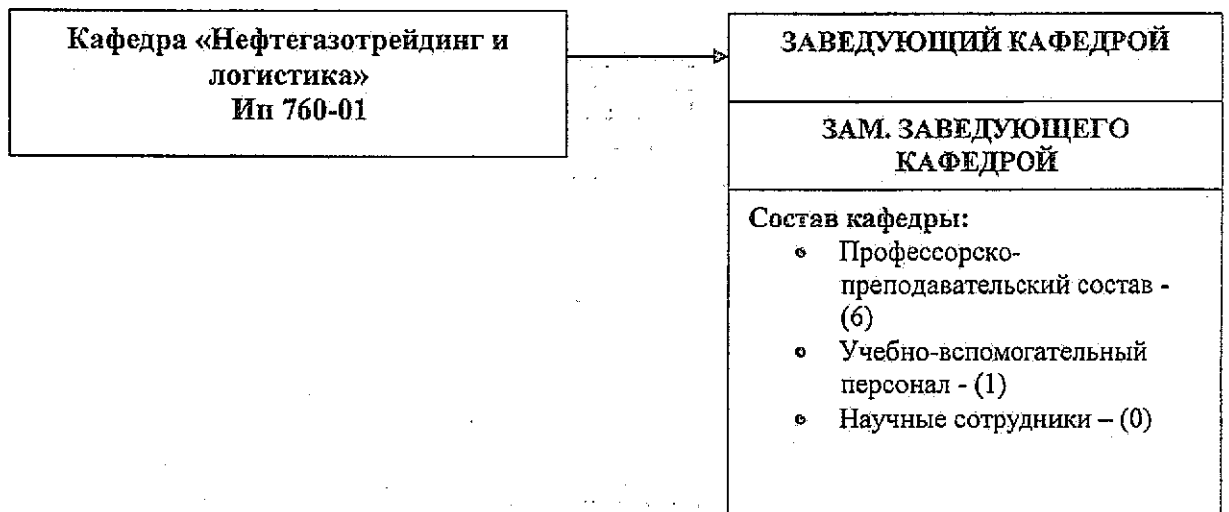 Кафедра «Нефтегазотрейдинг и
логистика»
Ип 760-01
ЗАВЕДУЮЩИЙ КАФЕДРОЙ
ЗАМ. ЗАВЕДУЮЩЕГО
КАФЕДРОЙ
Состав кафедры:
• Профессорско-
преподавательский состав -
(6)
• Учебно-вспомогательный
персонал - (1)
• Научные сотрудники – (0)